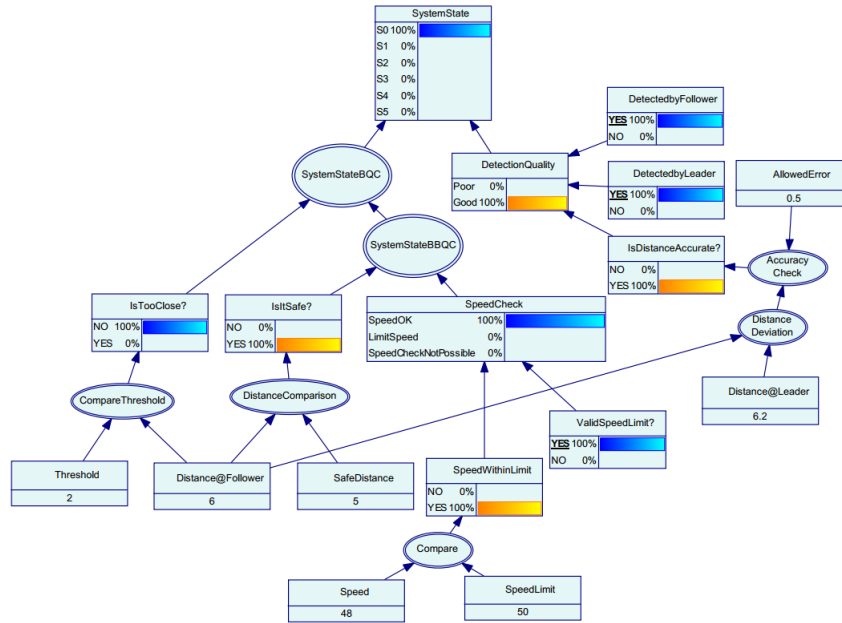 SystemState
S0 100%
S1 0%
S2 0%
S3 0%
S4 0%
S5 0%
DetectedbyFollower
YES 100%
NO 0%
SystemStateBQC
DetectionQuality
Poor 0%
Good 100%
DetectedbyLeader
YES 100%
NO 0%
AllowedError
0.5
SystemStateBBQC
IsDistanceAccurate?
NO 0%
YES 100%
Accuracy
Check
IsTooClose?
NO 100%
YES 0%
IsItSafe?
NO 0%
YES 100%
SpeedCheck
SpeedOK 100%
LimitSpeed 0%
SpeedCheckNotPossible 0%
Distance
Deviation
CompareThreshold
DistanceComparison
Distance@Leader
6.2
ValidSpeedLimit?
YES 100%
NO 0%
Threshold
2
Distance@Follower
6
SafeDistance
5
SpeedWithinLimit
NO 0%
YES 100%
Compare
Speed
48
SpeedLimit
50